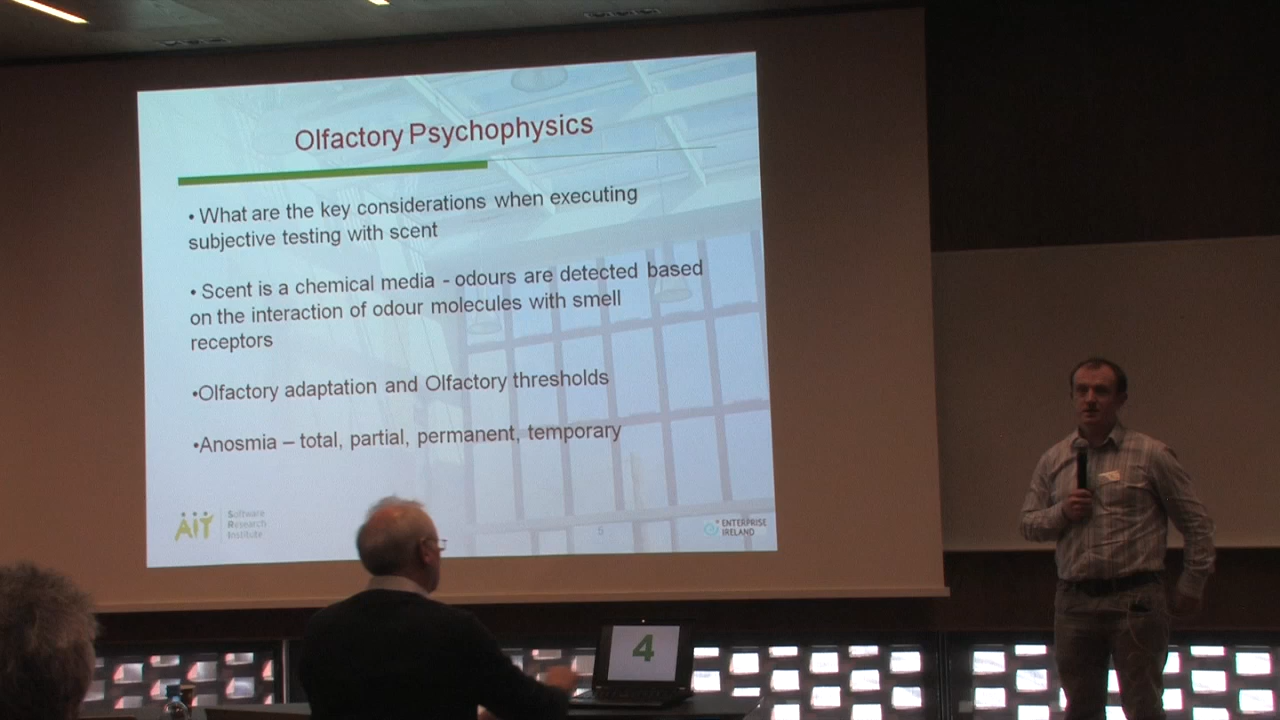 Olfactory Psychophysics
• What are the key considerations when executing
subjective testing with scent
• Scent is a chemical media - odours are detected based
on the interaction of odour molecules with smell
receptors
•Olfactory adaptation and Olfactory thresholds
•Anosmia – total, partial, permanent, temporary
AIT
Software
Research
Institute
6
ENTERPRISE
IRELAND
4